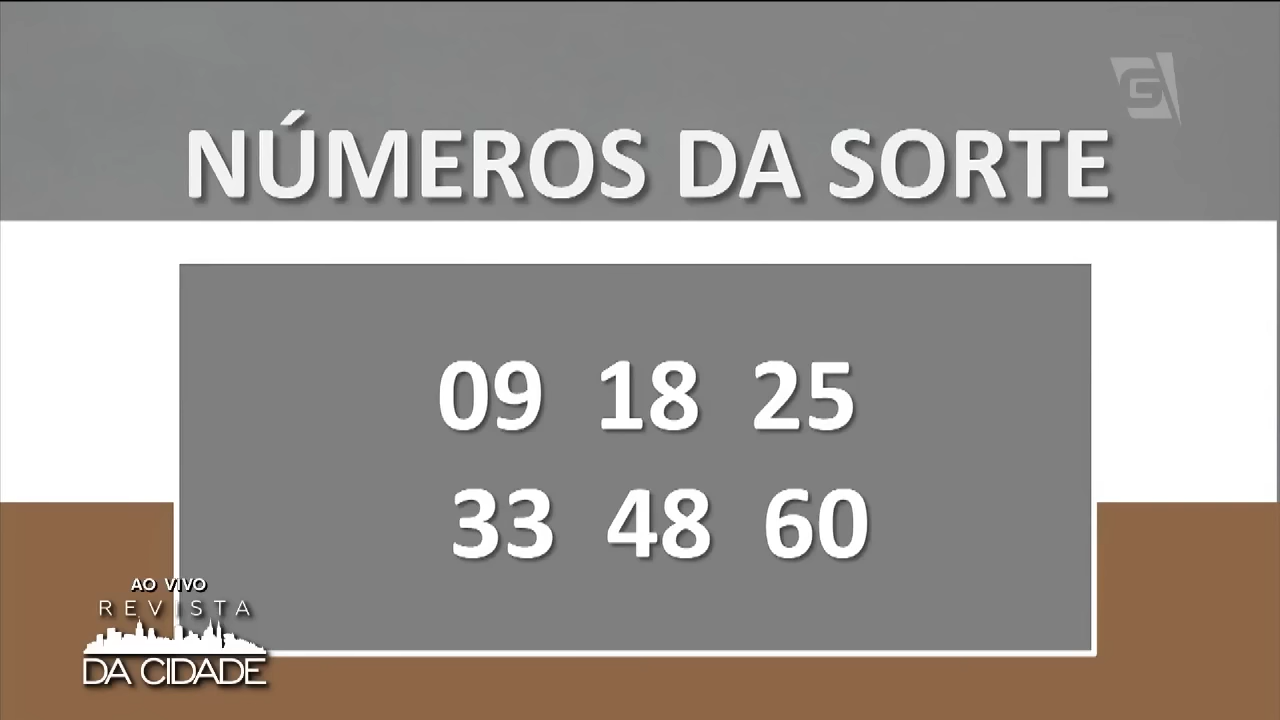 NÚMEROS DA SORTE
09 18 25
33 48 60
AO VIVO
REVISTA
DA CIDADE